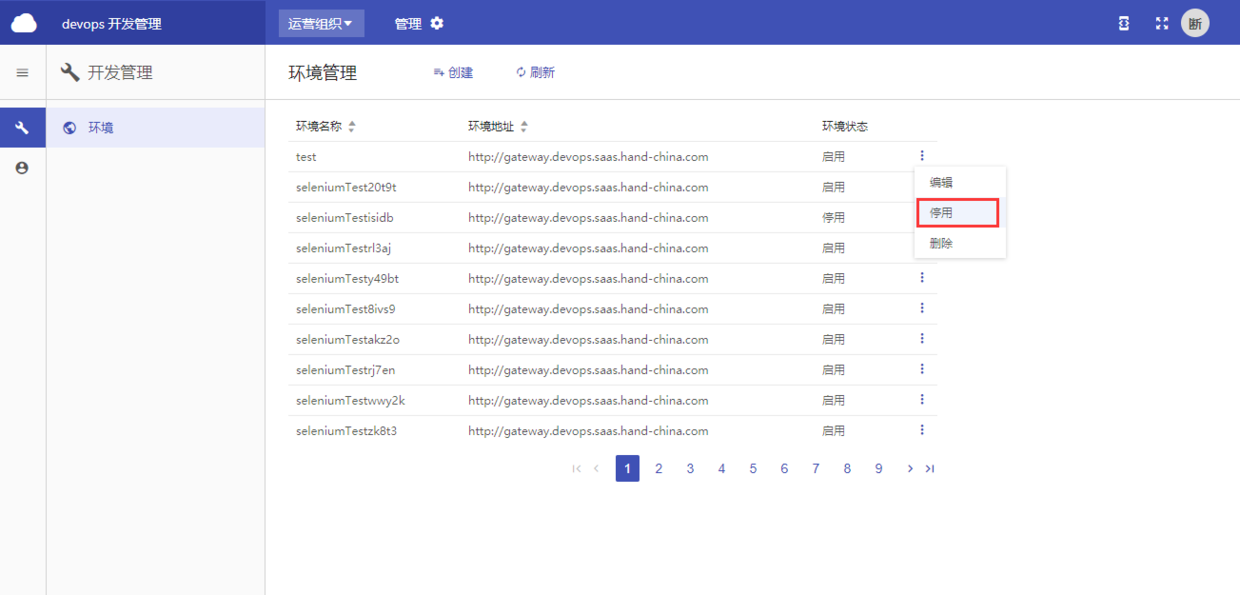 devops 开发管理 运营组织 管理 断
开发管理 环境管理 创建 刷新
环境
环境名称 环境地址 环境状态
test http://gateway.devops.saas.hand-china.com 启用
编辑
seleniumTest20t9t http://gateway.devops.saas.hand-china.com 启用
停用
seleniumTestisidb http://gateway.devops.saas.hand-china.com 停用
删除
seleniumTestrl3aj http://gateway.devops.saas.hand-china.com 启用
seleniumTesty49bt http://gateway.devops.saas.hand-china.com 启用
seleniumTest8ivs9 http://gateway.devops.saas.hand-china.com 启用
seleniumTestakz2o http://gateway.devops.saas.hand-china.com 启用
seleniumTestrj7en http://gateway.devops.saas.hand-china.com 启用
seleniumTestwwy2k http://gateway.devops.saas.hand-china.com 启用
seleniumTestzk8t3 http://gateway.devops.saas.hand-china.com 启用
1 2 3 4 5 6 7 8 9